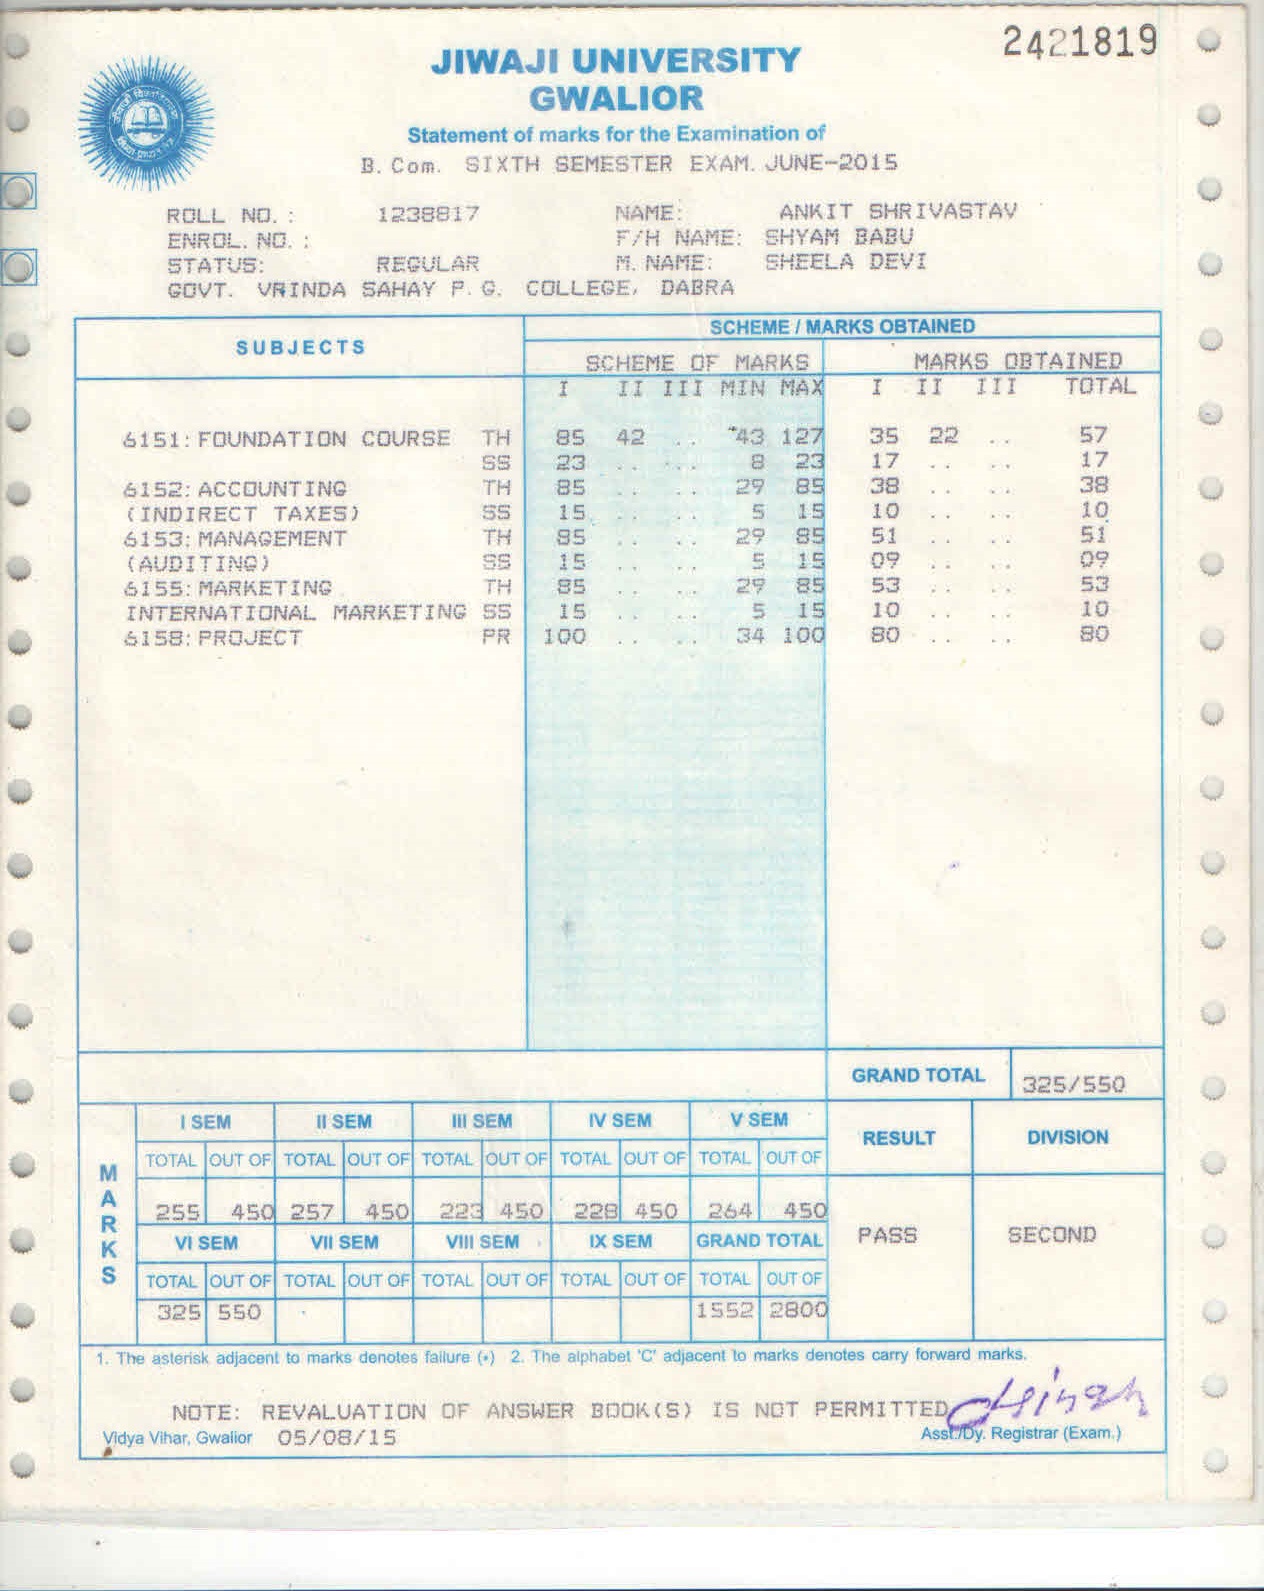 2421819
JIWAJI UNIVERSITY
GWALIOR
Statement of marks for the Examination of
B. Com. SIXTH SEMESTER EXAM. JUNE-2015
ROLL NO. : 1238817 NAME: ANKIT SHRIVASTAV
ENROL. NO. : F/H NAME: SHYAM BABU
STATUS: REGULAR M. NAME: SHEELA DEVI
GOVT. VRINDA SAHAY P. G. COLLEGE, DABRA
SUBJECTS SCHEME / MARKS OBTAINED
SCHEME OF MARKS MARKS OBTAINED
I II III MIN MAX I II III TOTAL
6151: FOUNDATION COURSE TH 85 42 .. 43 127 35 22 .. 57
SS 23 .. .. 8 23 17 .. .. 17
6152: ACCOUNTING TH 85 .. .. 29 85 38 .. .. 38
(INDIRECT TAXES) SS 15 .. .. 5 15 10 .. .. 10
6153: MANAGEMENT TH 85 .. .. 29 85 51 .. .. 51
(AUDITING) SS 15 .. .. 5 15 09 .. .. 09
6155: MARKETING TH 85 .. .. 29 85 53 .. .. 53
INTERNATIONAL MARKETING SS 15 .. .. 5 15 10 .. .. 10
6158: PROJECT PR 100 .. .. 34 100 80 .. .. 80
GRAND TOTAL 325/550
MARKS
I SEM II SEM III SEM IV SEM V SEM RESULT DIVISION
TOTAL OUT OF TOTAL OUT OF TOTAL OUT OF TOTAL OUT OF TOTAL OUT OF
255 450 257 450 223 450 228 450 264 450 PASS SECOND
VI SEM VII SEM VIII SEM IX SEM GRAND TOTAL
TOTAL OUT OF TOTAL OUT OF TOTAL OUT OF TOTAL OUT OF TOTAL OUT OF
325 550 1552 2800
1. The asterisk adjacent to marks denotes failure (*) 2. The alphabet 'C' adjacent to marks denotes carry forward marks.
NOTE: REVALUATION OF ANSWER BOOK(S) IS NOT PERMITTED
Vidya Vihar, Gwalior 05/08/15 Asst./Dy. Registrar (Exam.)